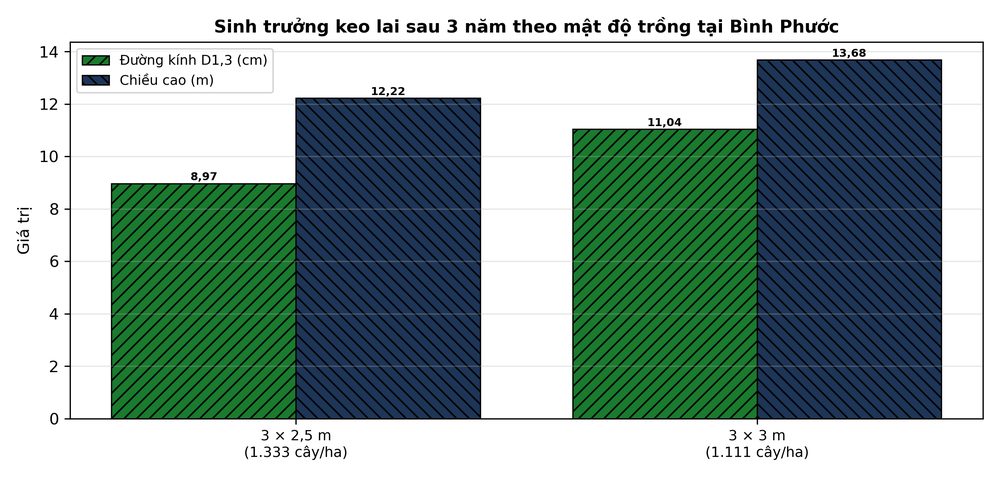 Sinh trưởng keo lai sau 3 năm theo mật độ trồng tại Bình Phước
Đường kính D1,3 (cm)
Chiều cao (m)
Giá trị
14
12
10
8
6
4
2
0
8,97
12,22
11,04
13,68
3 × 2,5 m
(1.333 cây/ha)
3 × 3 m
(1.111 cây/ha)